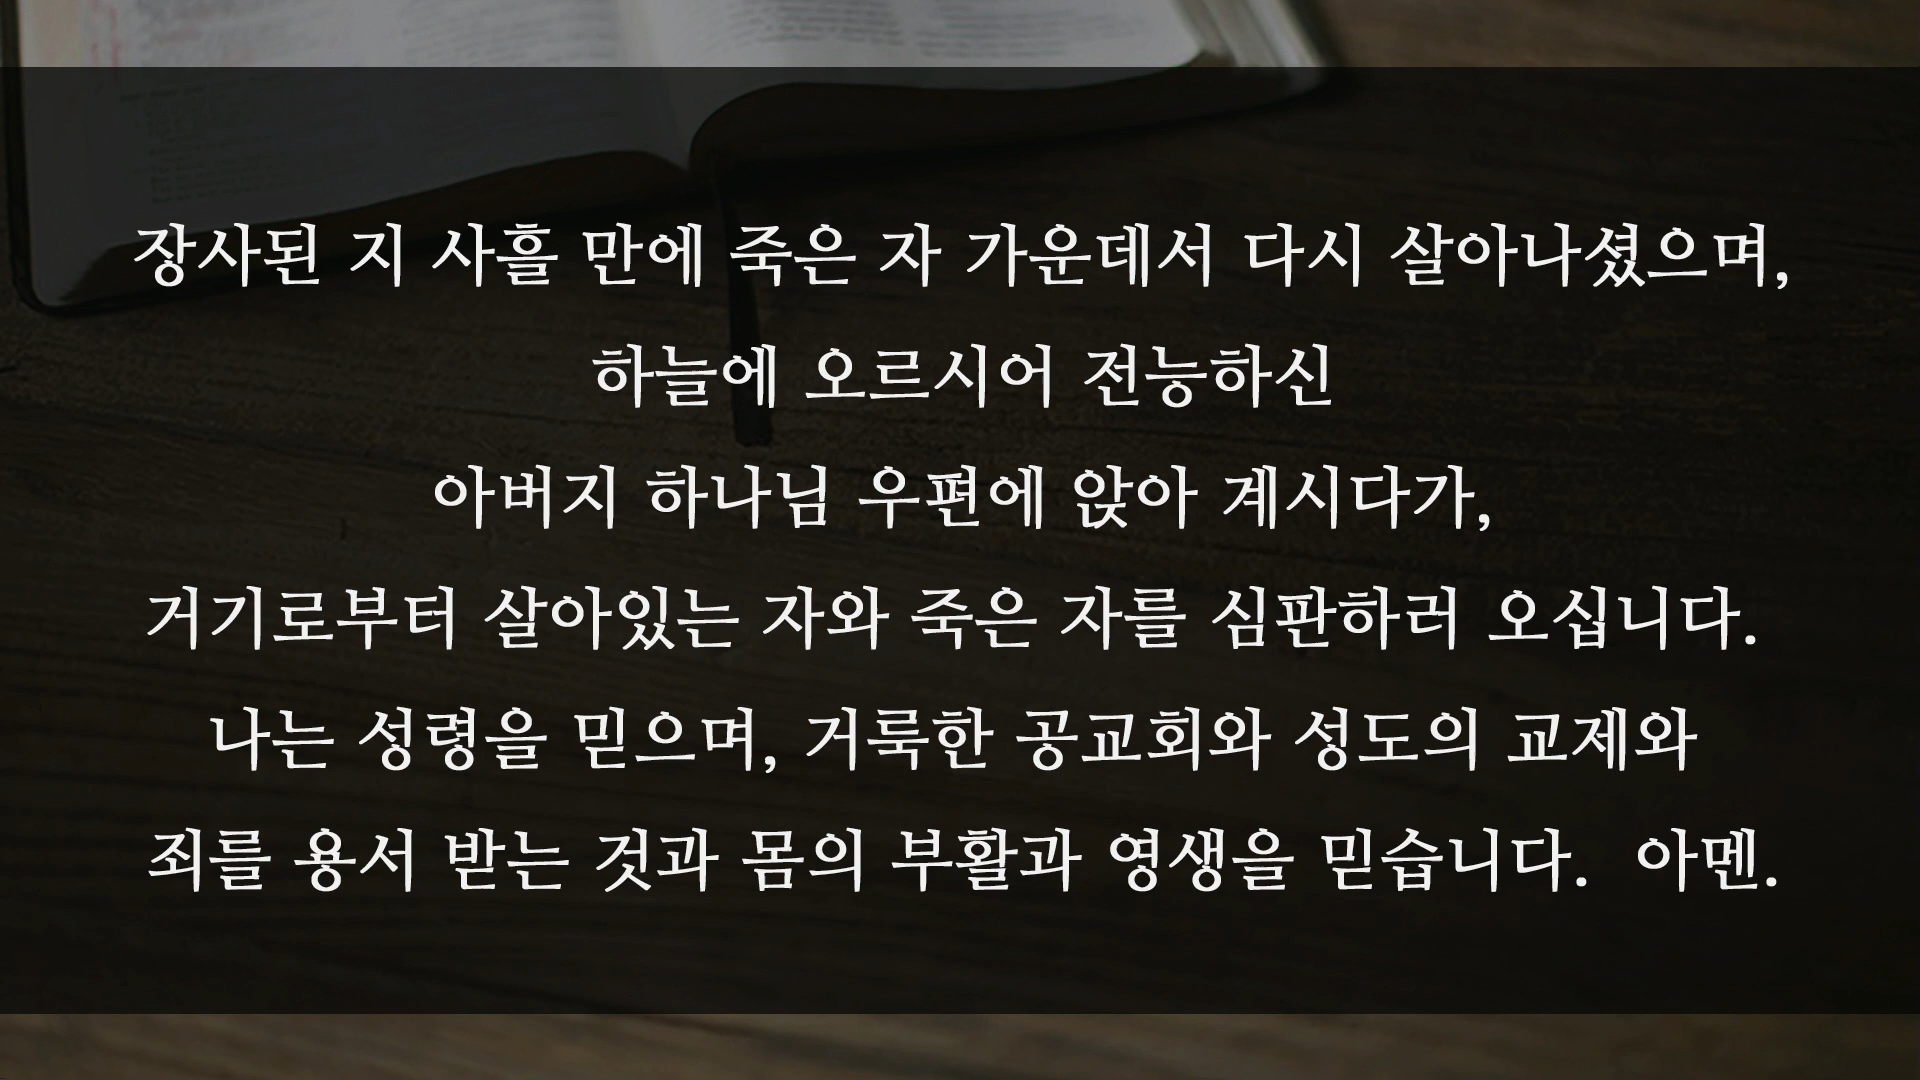 장사된 지 사흘 만에 죽은 자 가운데서 다시 살아나셨으며,
하늘에 오르시어 전능하신
아버지 하나님 우편에 앉아 계시다가,
거기로부터 살아있는 자와 죽은 자를 심판하러 오십니다.
나는 성령을 믿으며, 거룩한 공교회와 성도의 교제와
죄를 용서 받는 것과 몸의 부활과 영생을 믿습니다. 아멘.